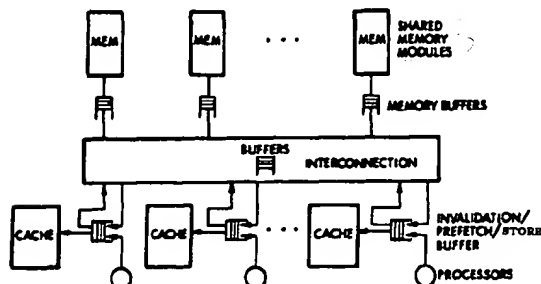 MEM
MEM
MEM
SHARED
MEMORY
MODULES
MEMORY BUFFERS
BUFFERS
INTERCONNECTION
CACHE
CACHE
CACHE
INVALIDATION/
PREFETCH/STORE
BUFFER
PROCESSORS